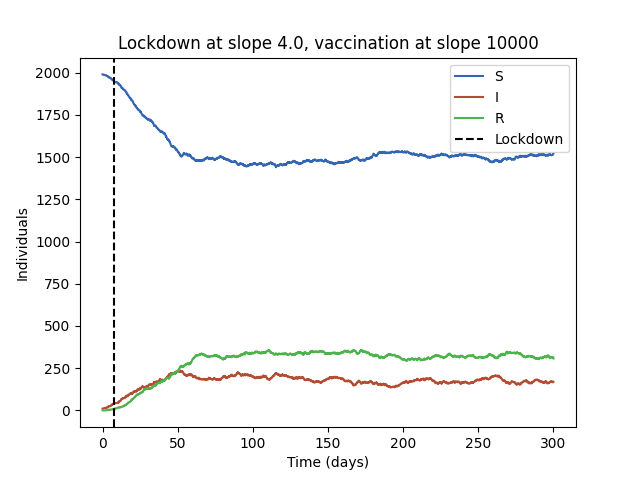 Lockdown at slope 4.0, vaccination at slope 10000
S
I
R
Lockdown
2000
1750
1500
1250
1000
750
500
250
0
Individuals
0 50 100 150 200 250 300
Time (days)